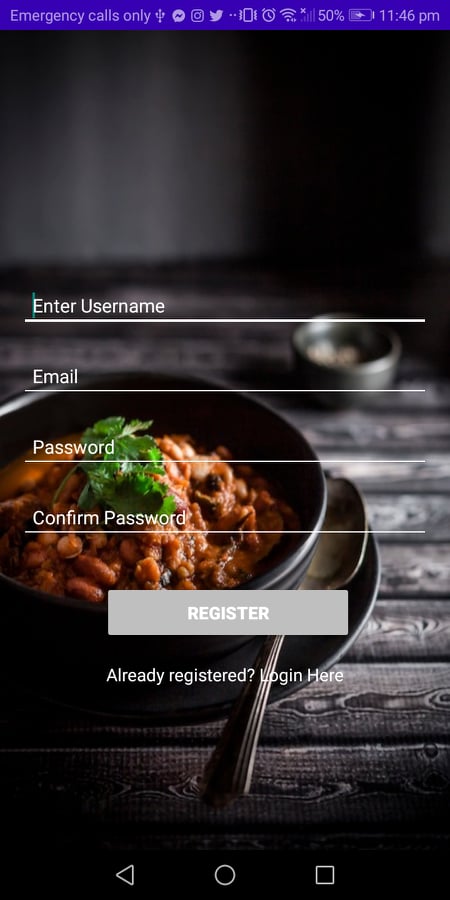 Emergency calls only 50% 11:46 pm
Enter Username
Email
Password
Confirm Password
REGISTER
Already registered? Login Here